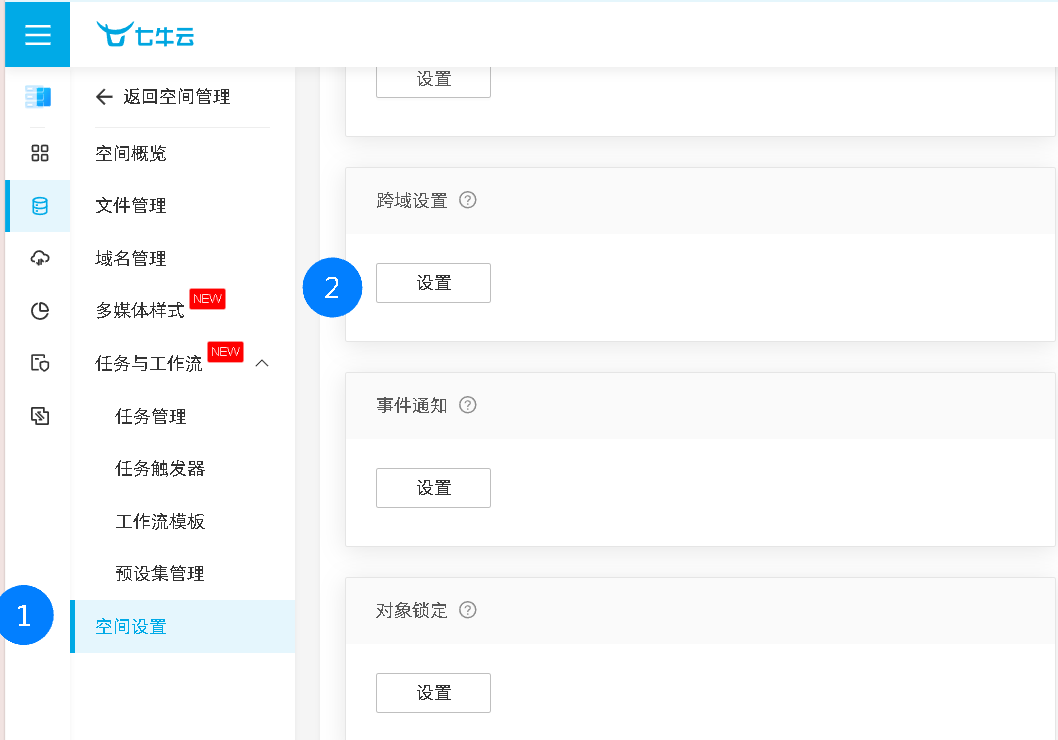 七牛云
返回空间管理
空间概览
文件管理
域名管理
多媒体样式 NEW
任务与工作流 NEW
任务管理
任务触发器
工作流模板
预设集管理
1
空间设置
设置
跨域设置 ?
2
设置
事件通知 ?
设置
对象锁定 ?
设置